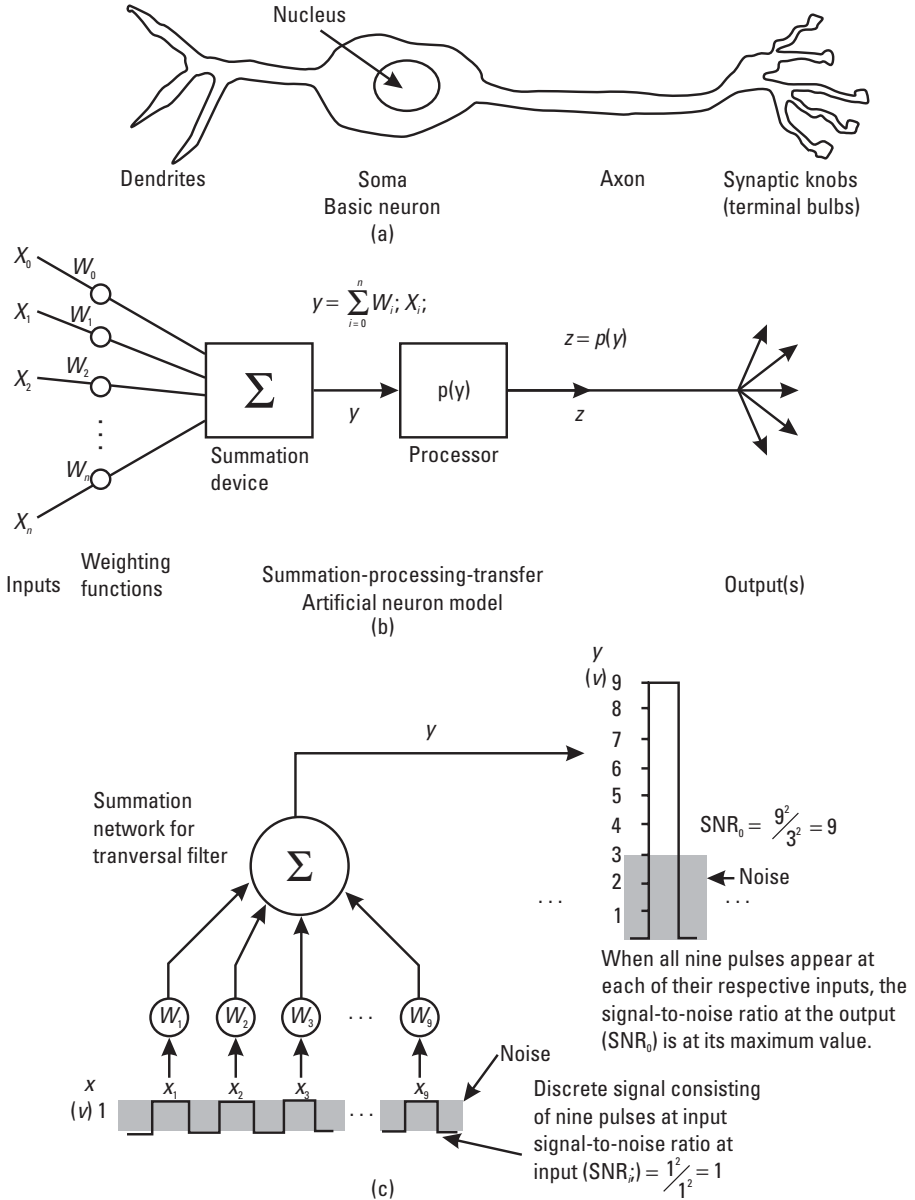 Nucleus
Dendrites
Soma
Basic neuron
(a)
Axon
Synaptic knobs
(terminal bulbs)
X₀
W₀
X₁
W₁
X₂
W₂
⋮
Wₙ
Xₙ
y = ∑ⁿᵢ₌₀ Wᵢ; Xᵢ;
Σ
y
p(y)
z = p(y)
z
Summation
device
Processor
Inputs
Weighting
functions
Summation-processing-transfer
Artificial neuron model
(b)
Output(s)
y
(v) 9
8
7
6
5
4
3
2
1
y
Summation
network for
tranversal filter
Σ
SNR₀ = 9²/3² = 9
Noise
... ...
When all nine pulses appear at
each of their respective inputs, the
signal-to-noise ratio at the output
(SNR₀) is at its maximum value.
W₁ W₂ W₃ ... W₉
Noise
x
(v) 1
x₁ x₂ x₃ ... x₉
Discrete signal consisting
of nine pulses at input
signal-to-noise ratio at
input (SNRᵢ;) = 1²/1² = 1
(c)